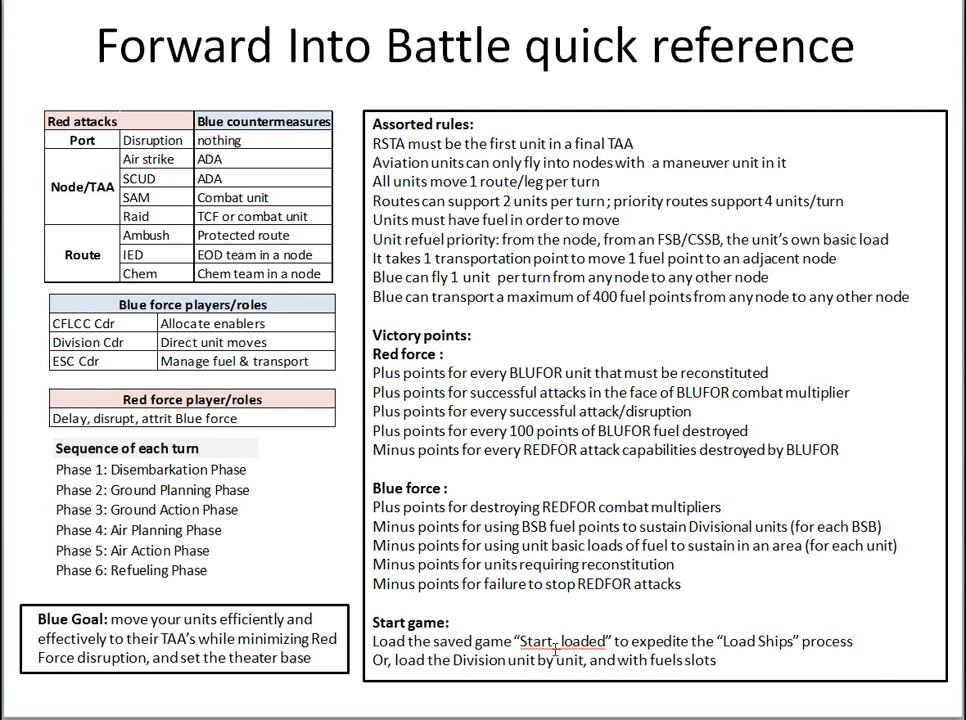 Forward Into Battle quick reference
Red attacks Blue countermeasures
Port Disruption nothing
Node/TAA Air strike ADA
SCUD ADA
SAM Combat unit
Raid TCF or combat unit
Route Ambush Protected route
IED EOD team in a node
Chem Chem team in a node
Blue force players/roles
CFLCC Cdr Allocate enablers
Division Cdr Direct unit moves
ESC Cdr Manage fuel & transport
Red force player/roles
Delay, disrupt, attrit Blue force
Sequence of each turn
Phase 1: Disembarkation Phase
Phase 2: Ground Planning Phase
Phase 3: Ground Action Phase
Phase 4: Air Planning Phase
Phase 5: Air Action Phase
Phase 6: Refueling Phase
Blue Goal: move your units efficiently and
effectively to their TAA's while minimizing Red
Force disruption, and set the theater base
Assorted rules:
RSTA must be the first unit in a final TAA
Aviation units can only fly into nodes with a maneuver unit in it
All units move 1 route/leg per turn
Routes can support 2 units per turn; priority routes support 4 units/turn
Units must have fuel in order to move
Unit refuel priority: from the node, from an FSB/CSSB, the unit's own basic load
It takes 1 transportation point to move 1 fuel point to an adjacent node
Blue can fly 1 unit per turn from any node to any other node
Blue can transport a maximum of 400 fuel points from any node to any other node
Victory points:
Red force :
Plus points for every BLUFOR unit that must be reconstituted
Plus points for successful attacks in the face of BLUFOR combat multiplier
Plus points for every successful attack/disruption
Plus points for every 100 points of BLUFOR fuel destroyed
Minus points for every REDFOR attack capabilities destroyed by BLUFOR
Blue force :
Plus points for destroying REDFOR combat multipliers
Minus points for using BSB fuel points to sustain Divisional units (for each BSB)
Minus points for using unit basic loads of fuel to sustain in an area (for each unit)
Minus points for units requiring reconstitution
Minus points for failure to stop REDFOR attacks
Start game:
Load the saved game “Start_loaded” to expedite the “Load Ships” process
Or, load the Division unit by unit, and with fuels slots